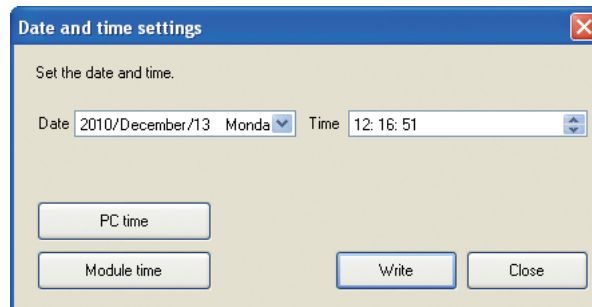 Date and time settings
Set the date and time.
Date 2010/December/13 Monda Time 12: 16: 51
PC time
Module time Write Close